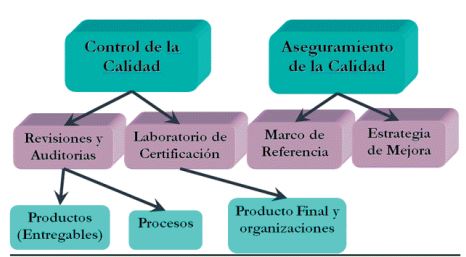 Control de la
Calidad
Aseguramiento
de la Calidad
Revisiones y
Auditorias
Laboratorio de
Certificación
Marco de
Referencia
Estrategia
de Mejora
Productos
(Entregables)
Procesos
Producto Final y
organizaciones